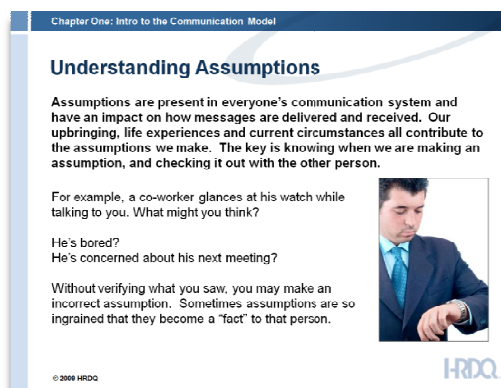 Chapter One: Intro to the Communication Model
Understanding Assumptions
Assumptions are present in everyone's communication system and
have an impact on how messages are delivered and received. Our
upbringing, life experiences and current circumstances all contribute to
the assumptions we make. The key is knowing when we are making an
assumption, and checking it out with the other person.
For example, a co-worker glances at his watch while
talking to you. What might you think?
He's bored?
He's concerned about his next meeting?
Without verifying what you saw, you may make an
incorrect assumption. Sometimes assumptions are so
ingrained that they become a "fact" to that person.
© 2009 HRDQ
HRDQ